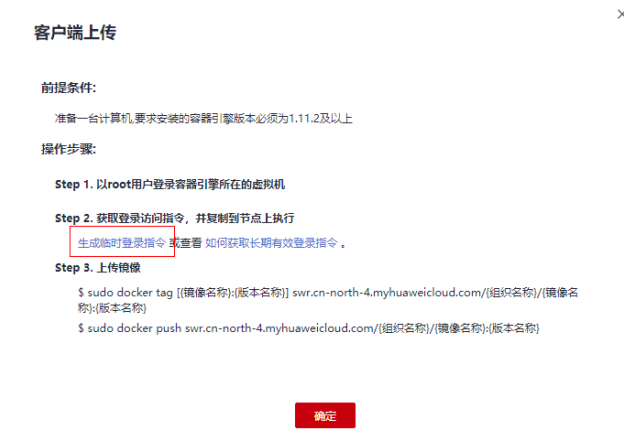 客户端上传
前提条件:
准备一台计算机,要求安装的容器引擎版本必须为1.11.2及以上
操作步骤:
Step 1. 以root用户登录容器引擎所在的虚拟机
Step 2. 获取登录访问指令，并复制到节点上执行
生成临时登录指令 或查看 如何获取长期有效登录指令 。
Step 3. 上传镜像
$ sudo docker tag [{镜像名称}:{版本名称}] swr.cn-north-4.myhuaweicloud.com/{组织名称}/{镜像名
称}:{版本名称}
$ sudo docker push swr.cn-north-4.myhuaweicloud.com/{组织名称}/{镜像名称}:{版本名称}
确定